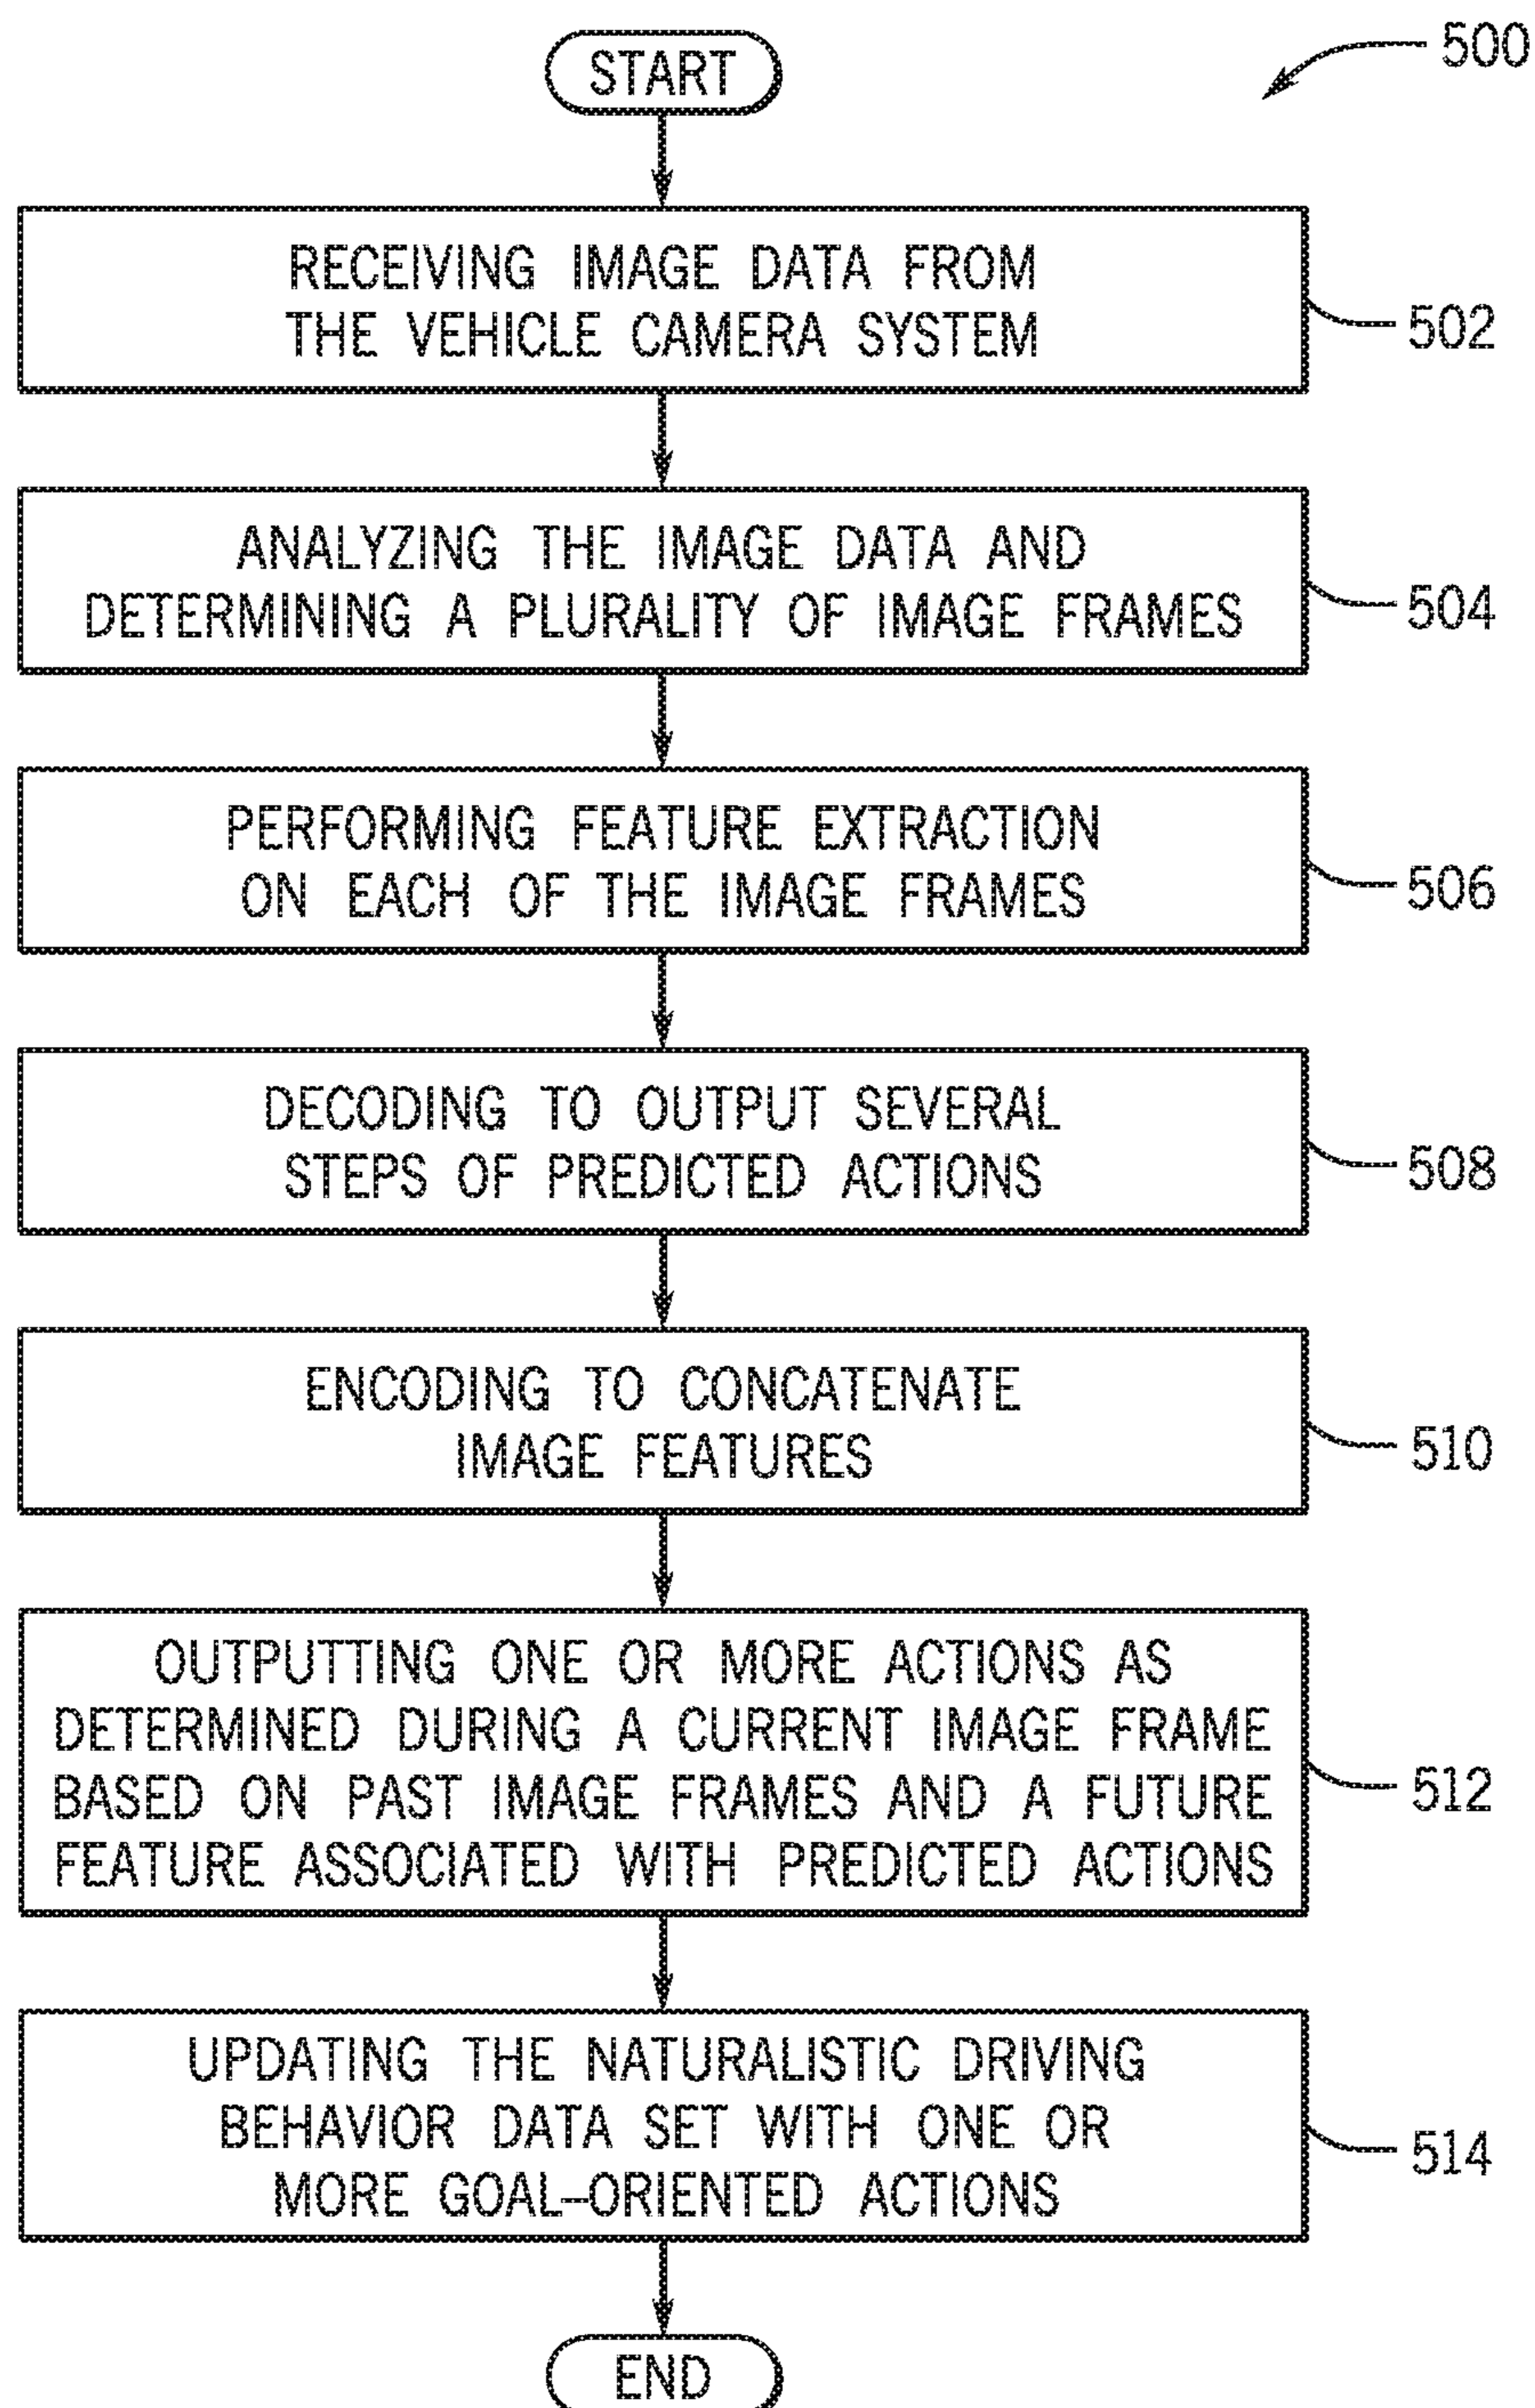 START
500
RECEIVING IMAGE DATA FROM
THE VEHICLE CAMERA SYSTEM
502
ANALYZING THE IMAGE DATA AND
DETERMINING A PLURALITY OF IMAGE FRAMES
504
PERFORMING FEATURE EXTRACTION
ON EACH OF THE IMAGE FRAMES
506
DECODING TO OUTPUT SEVERAL
STEPS OF PREDICTED ACTIONS
508
ENCODING TO CONCATENATE
IMAGE FEATURES
510
OUTPUTTING ONE OR MORE ACTIONS AS
DETERMINED DURING A CURRENT IMAGE FRAME
BASED ON PAST IMAGE FRAMES AND A FUTURE
FEATURE ASSOCIATED WITH PREDICTED ACTIONS
512
UPDATING THE NATURALISTIC DRIVING
BEHAVIOR DATA SET WITH ONE OR
MORE GOAL–ORIENTED ACTIONS
514
END